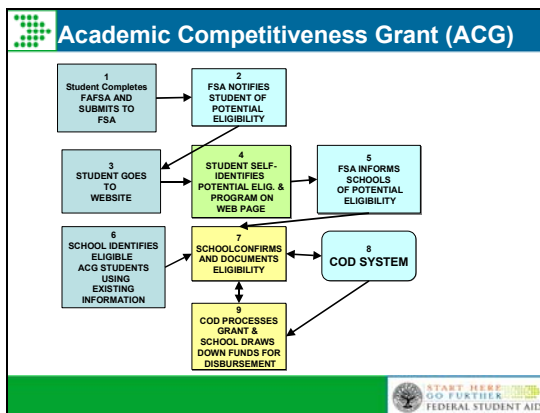 Academic Competitiveness Grant (ACG)
1
Student Completes
FAFSA AND
SUBMITS TO
FSA
2
FSA NOTIFIES
STUDENT OF
POTENTIAL
ELIGIBILITY
3
STUDENT GOES
TO
WEBSITE
4
STUDENT SELF-
IDENTIFIES
POTENTIAL ELIG. &
PROGRAM ON
WEB PAGE
5
FSA INFORMS
SCHOOLS
OF POTENTIAL
ELIGIBILITY
6
SCHOOL IDENTIFIES
ELIGIBLE
ACG STUDENTS
USING
EXISTING
INFORMATION
7
SCHOOLCONFIRMS
AND DOCUMENTS
ELIGIBILITY
8
COD SYSTEM
9
COD PROCESSES
GRANT &
SCHOOL DRAWS
DOWN FUNDS FOR
DISBURSEMENT
START HERE
GO FURTHER
FEDERAL STUDENT AID